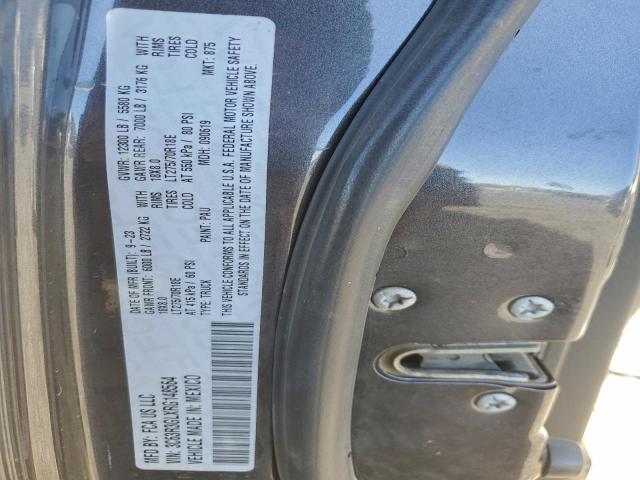 MFD BY: FCA US LLC
DATE OF MFR (BUILT): 9-23
GVWR: 12300 LB / 5580 KG
GAWR FRONT: 6000 LB / 2722 KG
GAWR REAR: 7000 LB / 3176 KG WITH
18X8.0
18X8.0 RIMS WITH
RIMS
LT275/70R18E
LT275/70R18E TIRES
TIRES
AT 415 kPa / 60 PSI COLD
AT 550 kPa / 80 PSI COLD
TYPE: TRUCK PAINT: PAU MDH: 090619 MKT: 875
THIS VEHICLE CONFORMS TO ALL APPLICABLE U.S.A. FEDERAL MOTOR VEHICLE SAFETY
STANDARDS IN EFFECT ON THE DATE OF MANUFACTURE SHOWN ABOVE.
VIN: 3C63R3GLXRG148564
VEHICLE MADE IN: MEXICO